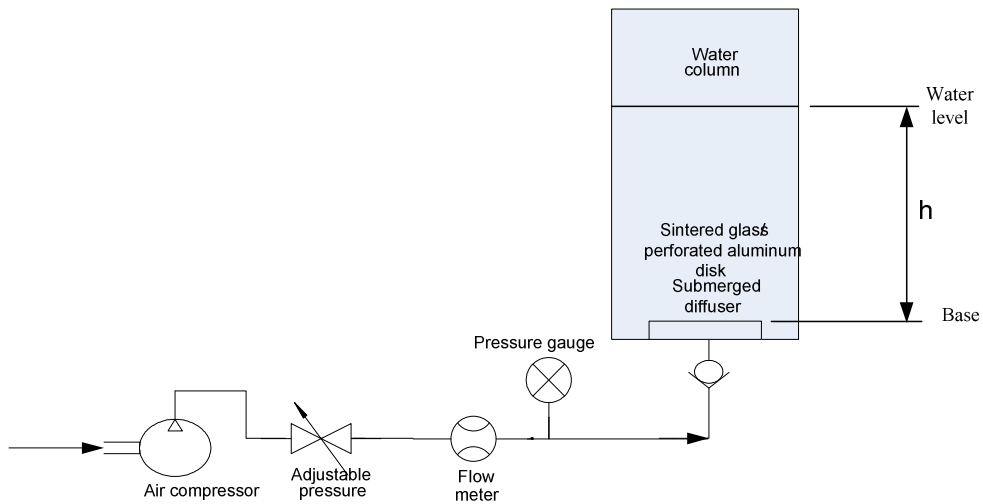 Water
column
Water
level
h
Sintered glass/
perforated aluminum
disk
Submerged
diffuser
Base
Pressure gauge
Air compressor
Adjustable
pressure
Flow
meter